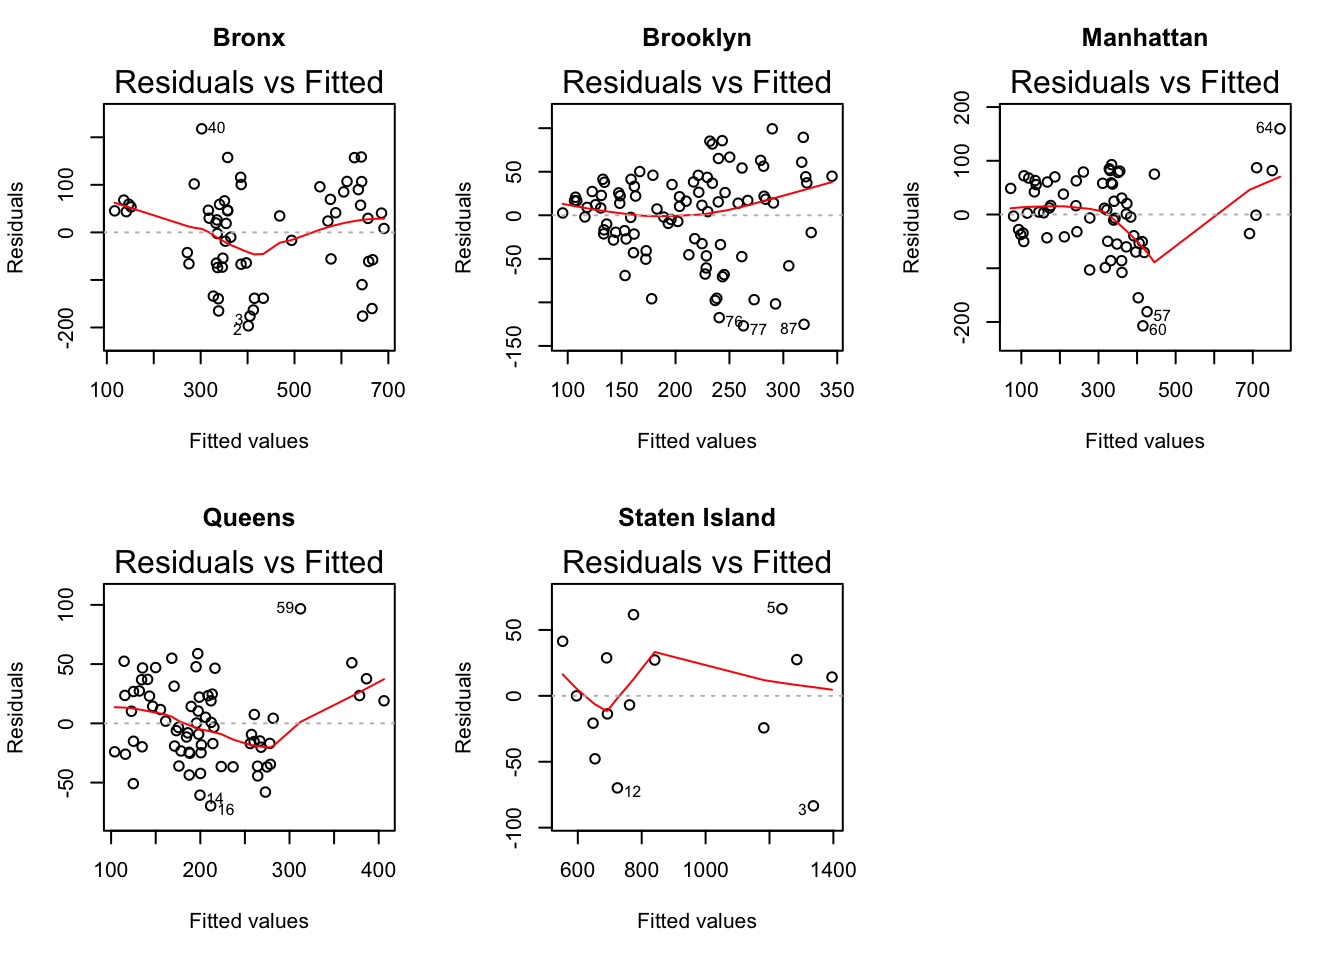 Bronx
Residuals vs Fitted
Residuals
-200 0 100
40
3
2
100 300 500 700
Fitted values
Brooklyn
Residuals vs Fitted
Residuals
-150 -50 0 50
76
77
87
100 150 200 250 300 350
Fitted values
Manhattan
Residuals vs Fitted
Residuals
-200 0 100 200
64
57
60
100 300 500 700
Fitted values
Queens
Residuals vs Fitted
Residuals
-50 0 50 100
59
14
16
100 200 300 400
Fitted values
Staten Island
Residuals vs Fitted
Residuals
-100 -50 0 50
5
12
3
600 800 1000 1400
Fitted values